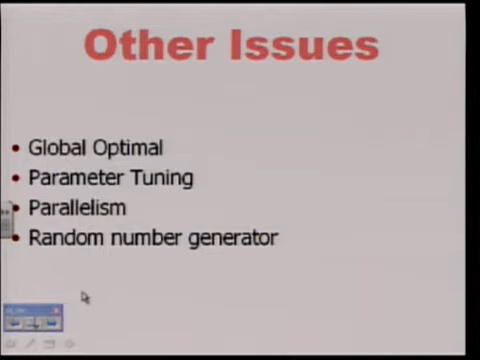 Other Issues
Global Optimal
Parameter Tuning
Parallelism
Random number generator